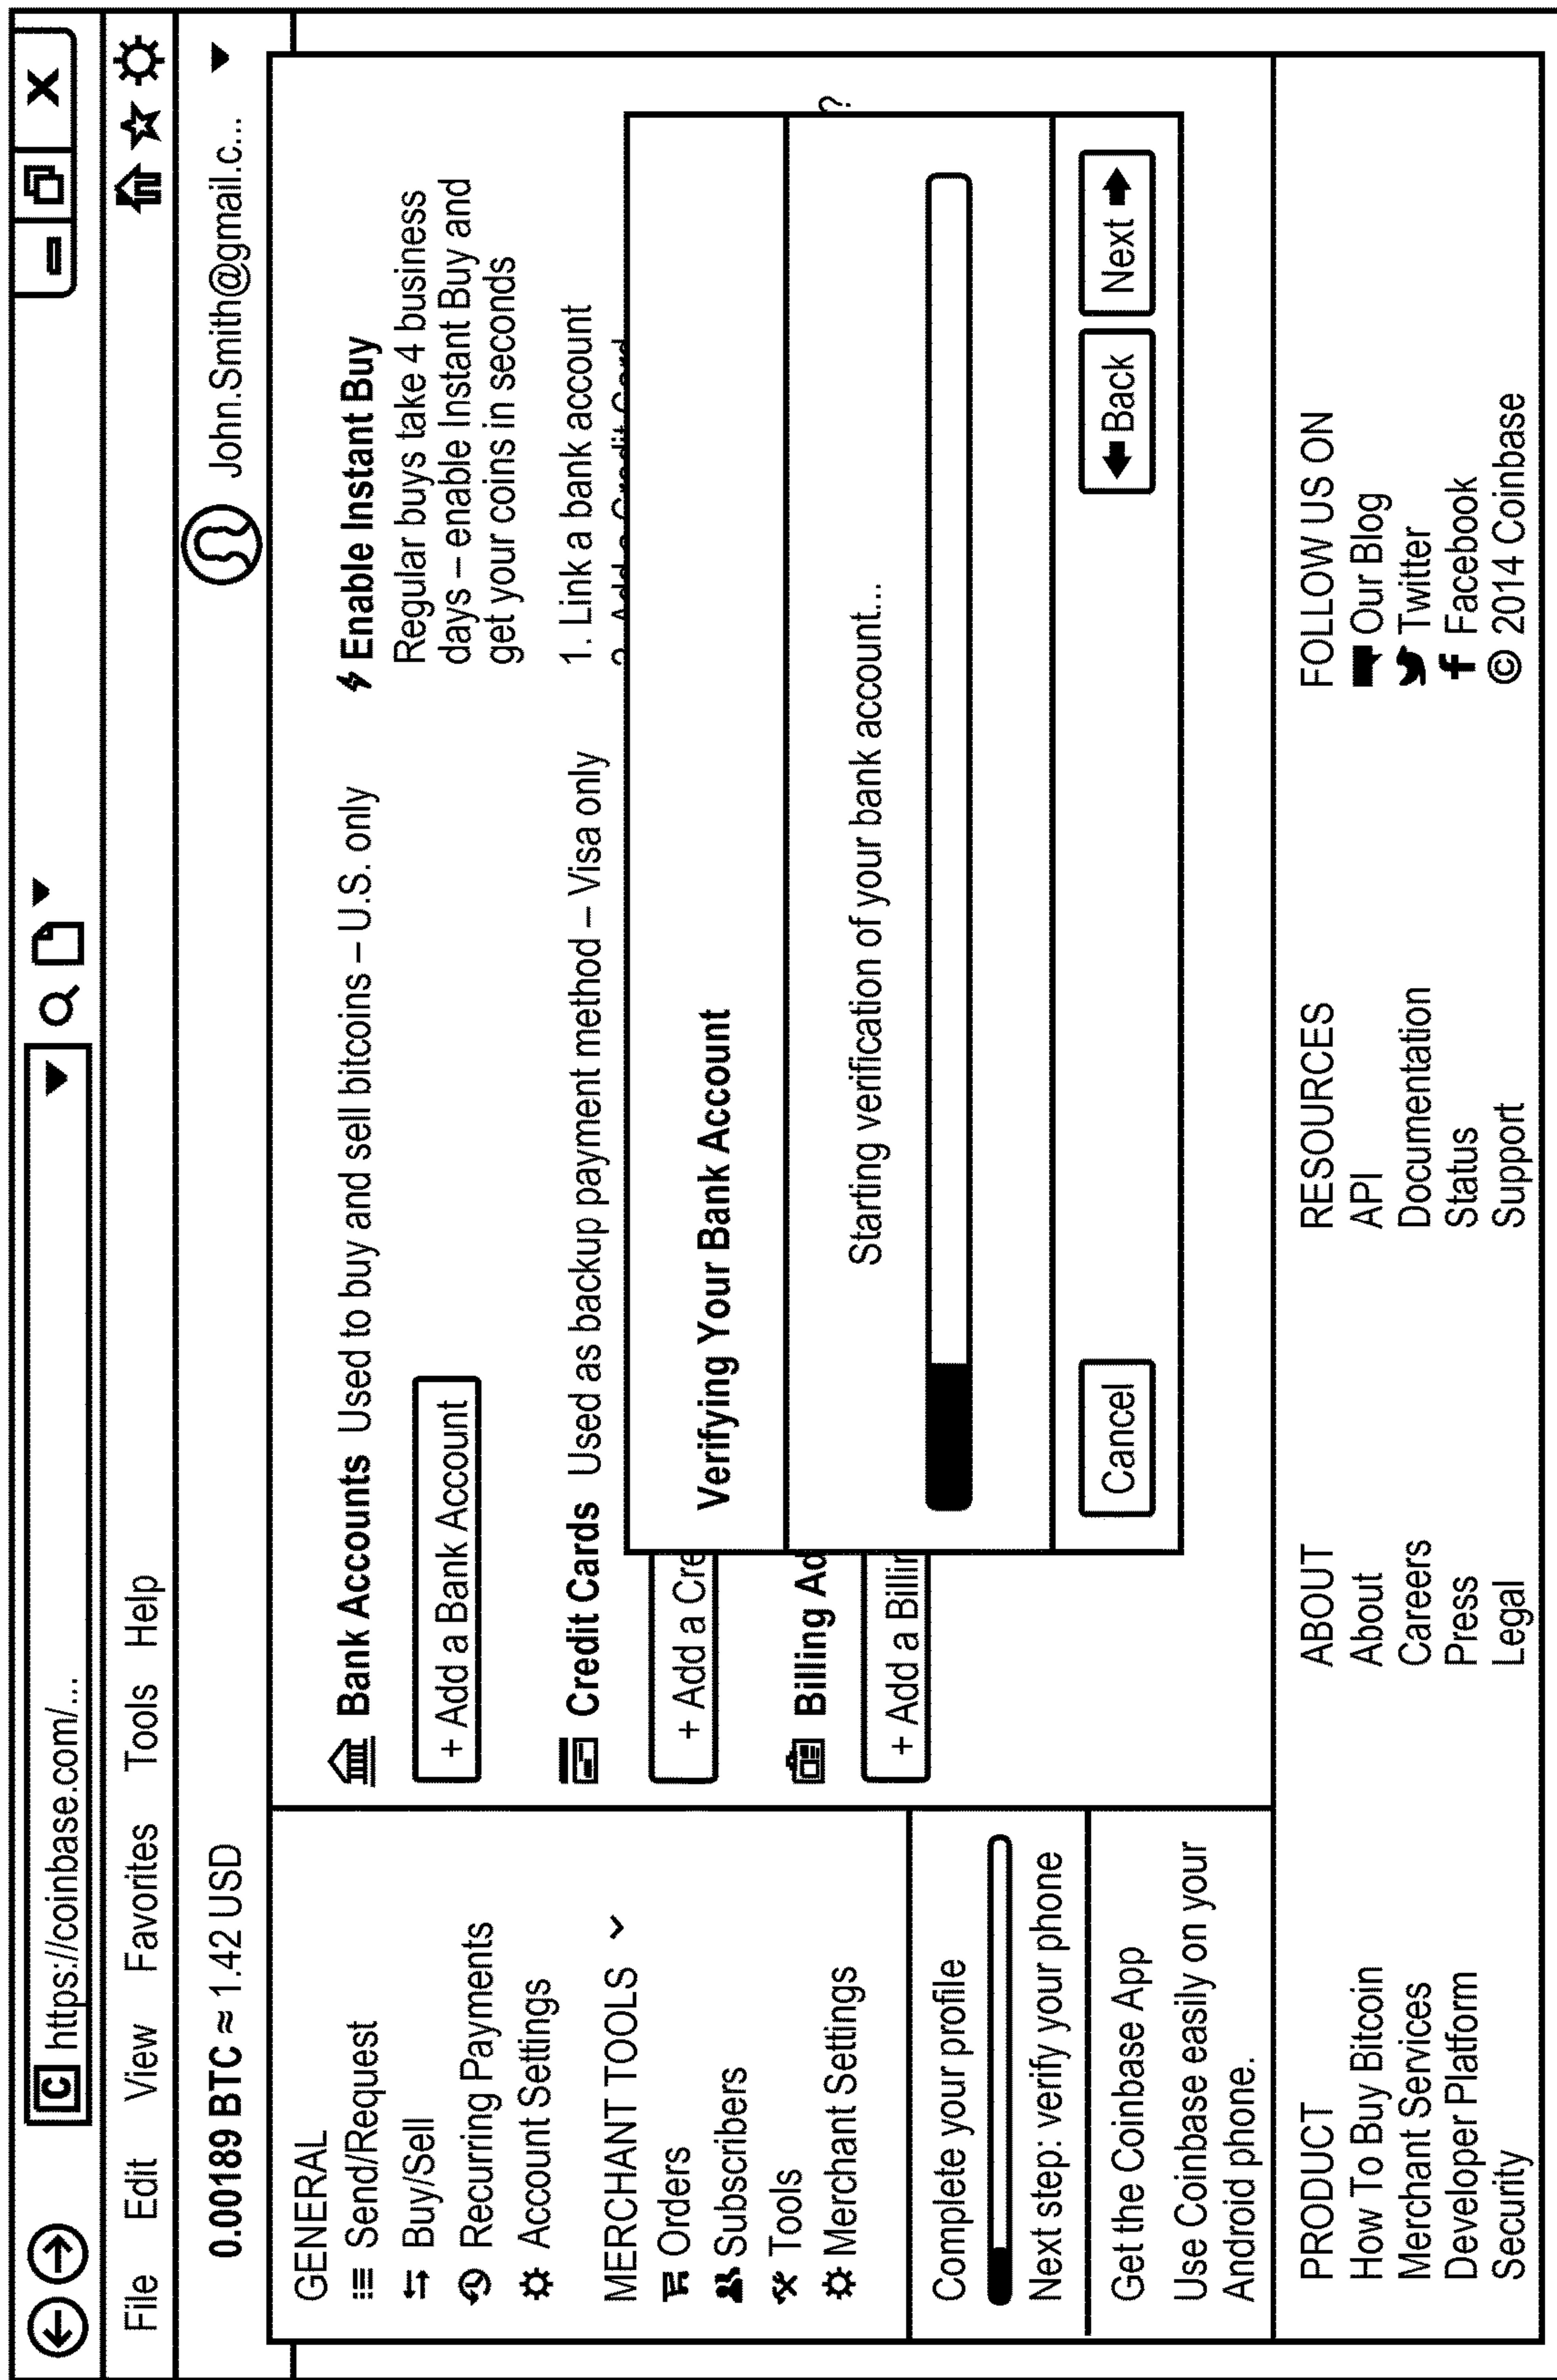 C https://coinbase.com/...
X
File Edit View Favorites Tools Help
0.00189 BTC ≈ 1.42 USD
John.Smith@gmail.c...
GENERAL
Send/Request
Buy/Sell
Recurring Payments
Account Settings
MERCHANT TOOLS
Orders
Subscribers
Tools
Merchant Settings
Complete your profile
Next step: verify your phone
Get the Coinbase App
Use Coinbase easily on your
Android phone.
Bank Accounts Used to buy and sell bitcoins – U.S. only
+ Add a Bank Account
Credit Cards Used as backup payment method – Visa only
+ Add a Cre
Billing Ad
+ Add a Billin
Enable Instant Buy
Regular buys take 4 business
days – enable Instant Buy and
get your coins in seconds
1. Link a bank account
2. Add a Credit Card
?
Verifying Your Bank Account
Starting verification of your bank account...
Cancel
Back
Next
PRODUCT
How To Buy Bitcoin
Merchant Services
Developer Platform
Security
ABOUT
About
Careers
Press
Legal
RESOURCES
API
Documentation
Status
Support
FOLLOW US ON
Our Blog
Twitter
f Facebook
© 2014 Coinbase